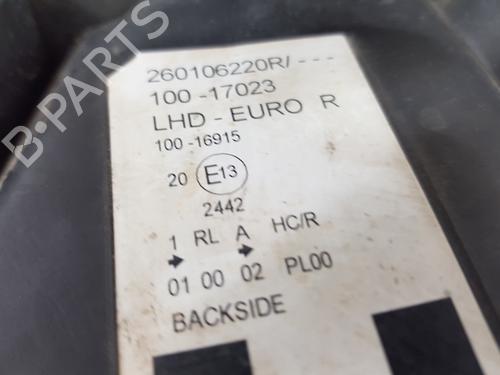 260106220R/ - - -
100 -17023
LHD - EURO R
100 -16915
20 E13
2442
1 RL A HC/R
01 00 02 PL00
BACKSIDE
B-PARTS